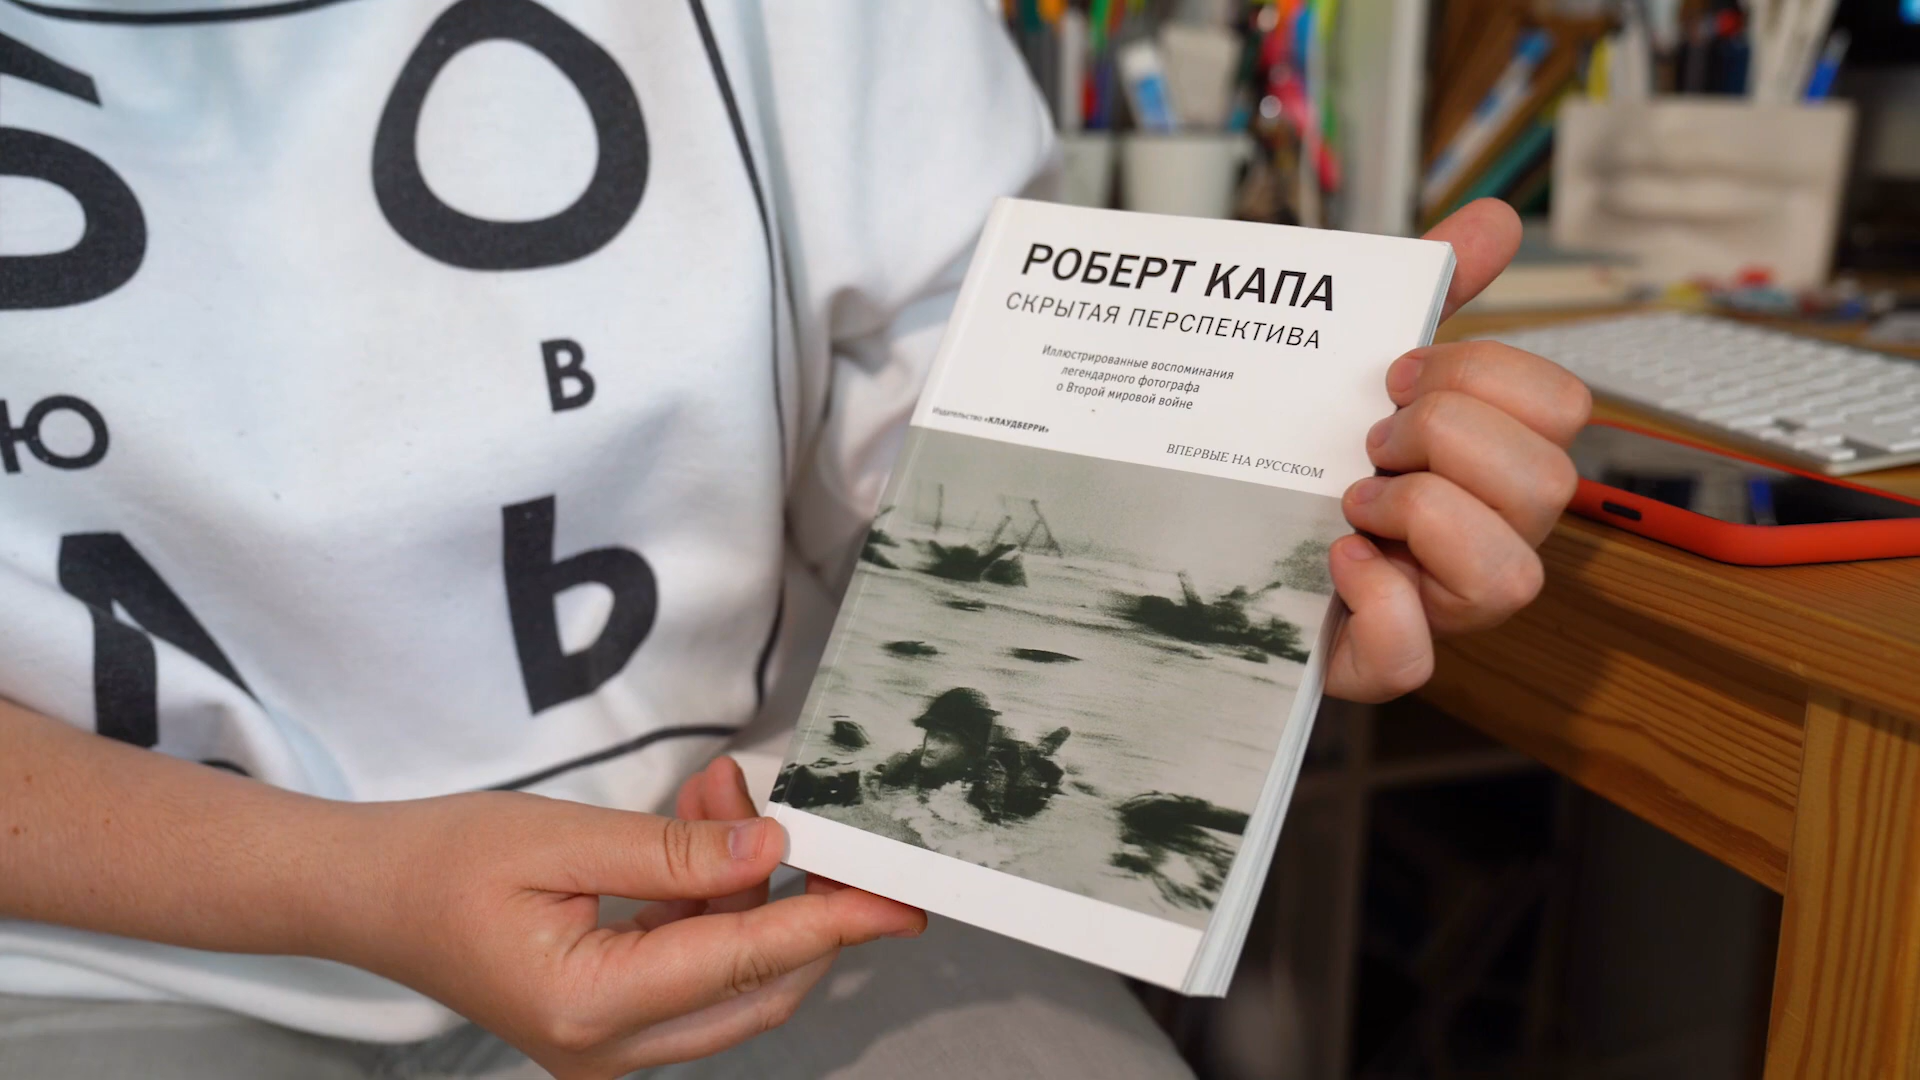 О
В
Ю
Ь
РОБЕРТ КАПА
СКРЫТАЯ ПЕРСПЕКТИВА
Иллюстрированные воспоминания
легендарного фотографа
о Второй мировой войне
Издательство «КЛАУДБЕРРИ»
ВПЕРВЫЕ НА РУССКОМ